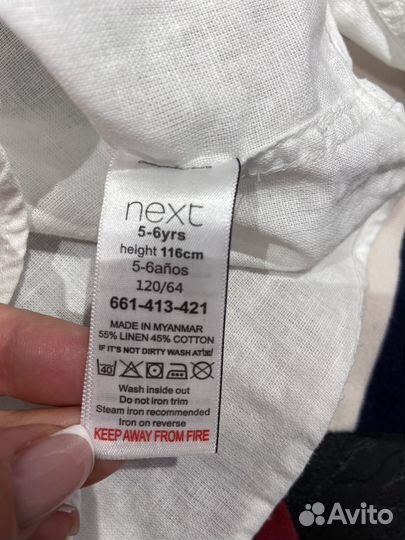 next
5-6yrs
height 116cm
5-6años
120/64
661-413-421
MADE IN MYANMAR
55% LINEN 45% COTTON
IF IT'S NOT DIRTY WASH AT
40
Wash inside out
Do not iron trim
Steam iron recommended
Iron on reverse
KEEP AWAY FROM FIRE
Avito